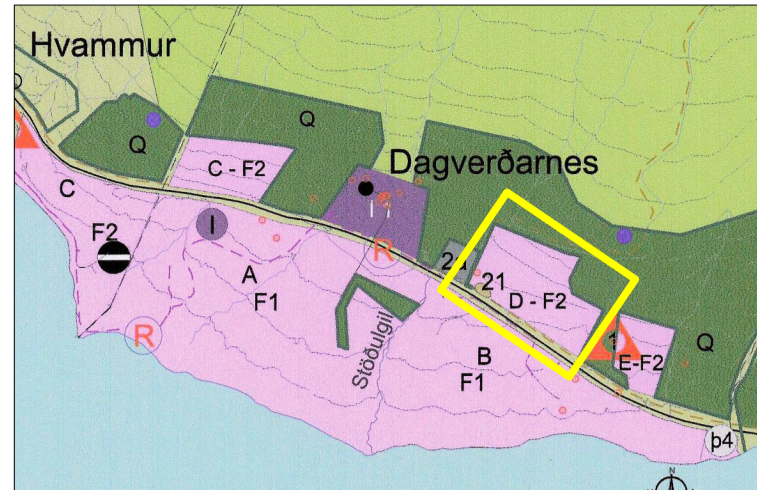 Hvammur
Q
Q
C - F2
Dagverðarnes
C
F2
I
A
F1
R
R
Stöðulgil
21
D - F2
B
F1
E-F2
Q
þ4
N